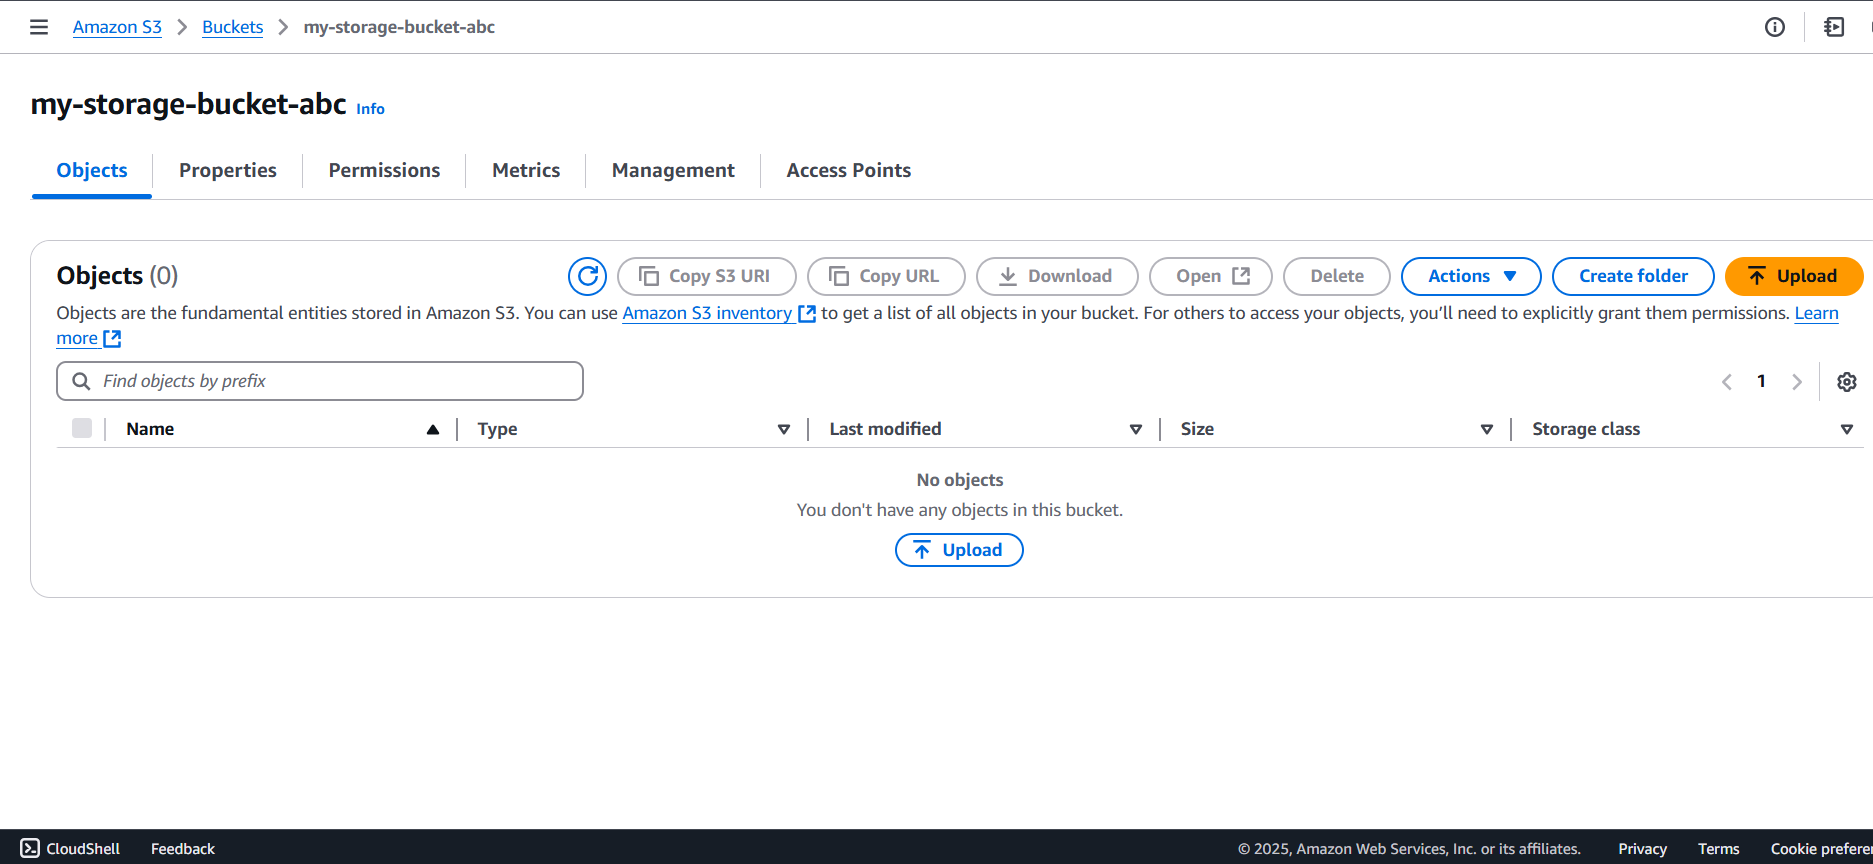 Amazon S3 > Buckets > my-storage-bucket-abc
my-storage-bucket-abc Info
Objects Properties Permissions Metrics Management Access Points
Objects (0) Copy S3 URI Copy URL Download Open Delete Actions Create folder Upload
Objects are the fundamental entities stored in Amazon S3. You can use Amazon S3 inventory to get a list of all objects in your bucket. For others to access your objects, you’ll need to explicitly grant them permissions. Learn
more
Find objects by prefix 1
Name Type Last modified Size Storage class
No objects
You don't have any objects in this bucket.
Upload
CloudShell Feedback © 2025, Amazon Web Services, Inc. or its affiliates. Privacy Terms Cookie